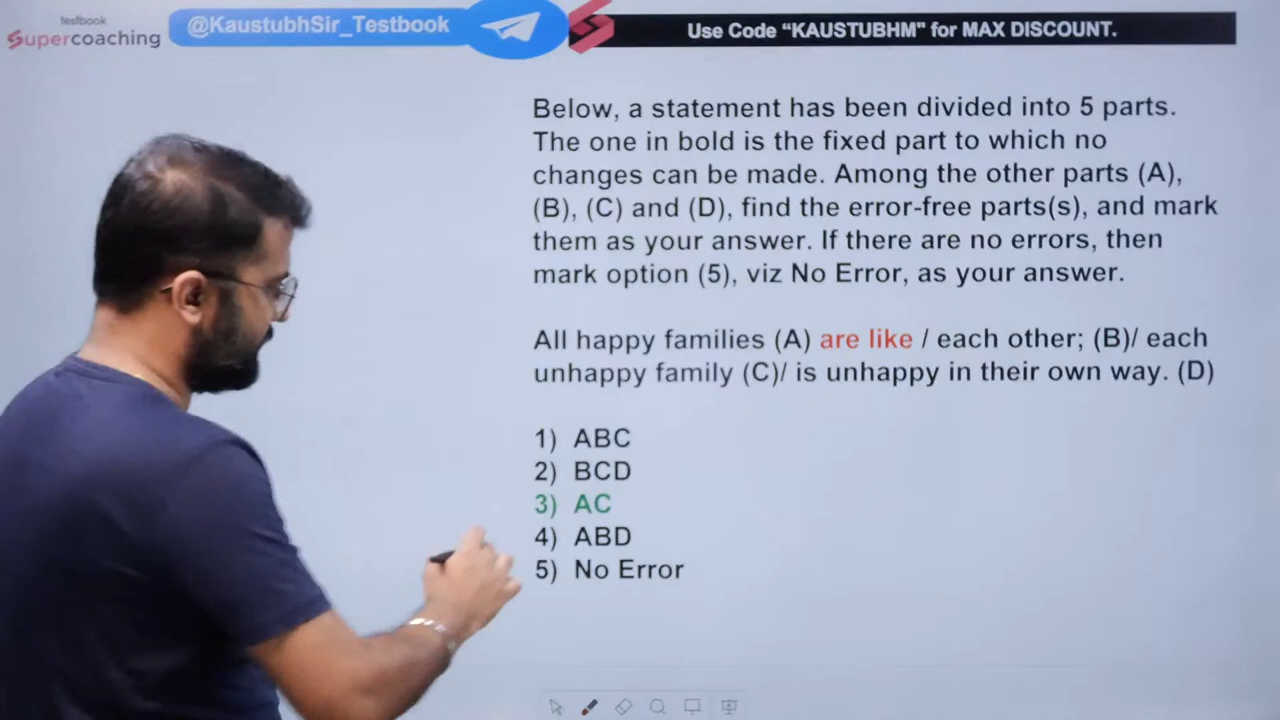 testbook
Supercoaching
@KaustubhSir_Testbook
Use Code “KAUSTUBHM" for MAX DISCOUNT.
Below, a statement has been divided into 5 parts.
The one in bold is the fixed part to which no
changes can be made. Among the other parts (A),
(B), (C) and (D), find the error-free parts(s), and mark
them as your answer. If there are no errors, then
mark option (5), viz No Error, as your answer.
All happy families (A) are like / each other; (B)/ each
unhappy family (C)/ is unhappy in their own way. (D)
1) ABC
2) BCD
3) AC
4) ABD
5) No Error